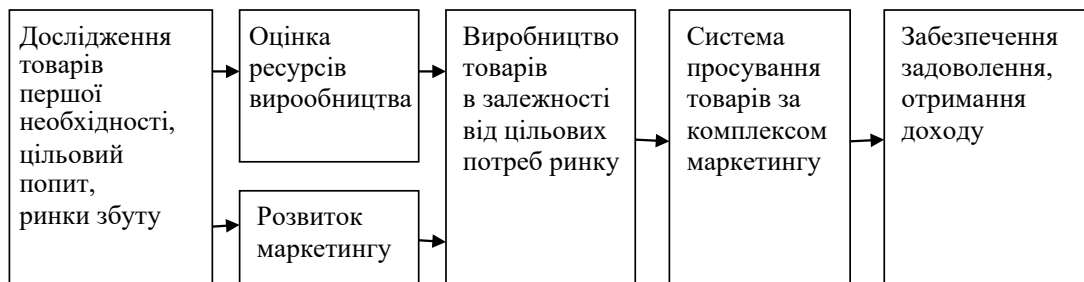 Дослідження
товарів
першої
необхідності,
цільовий
попит,
ринки збуту
Оцінка
ресурсів
вирообництва
Розвиток
маркетингу
Виробництво
товарів
в залежності
від цільових
потреб ринку
Система
просування
товарів за
комплексом
маркетингу
Забезпечення
задоволення,
отримання
доходу